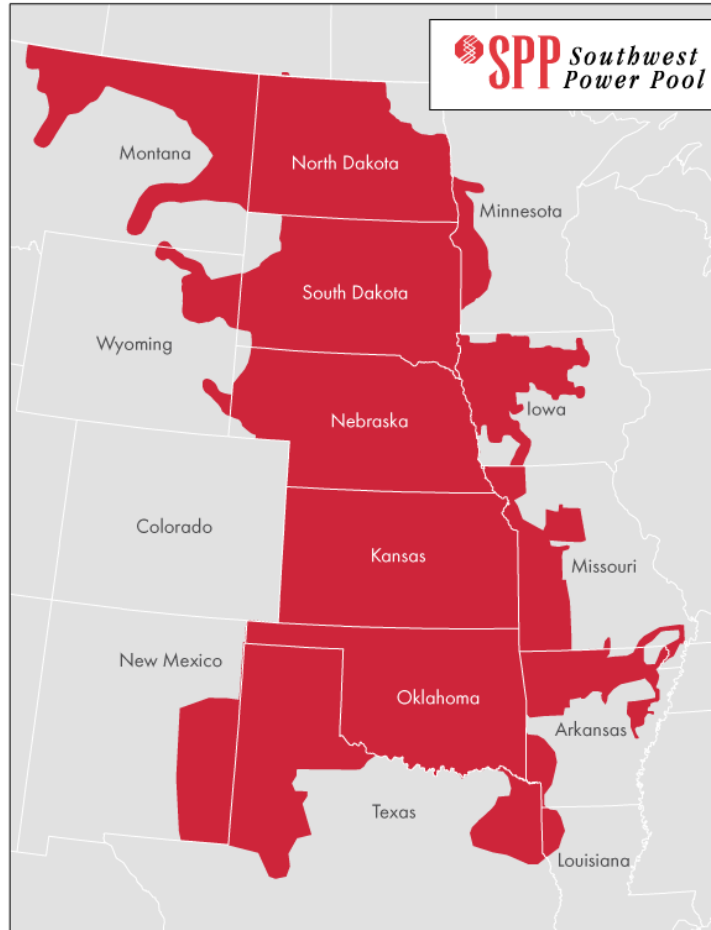 SPP Southwest
Power Pool
Montana
North Dakota
Minnesota
South Dakota
Wyoming
Iowa
Nebraska
Colorado
Kansas
Missouri
New Mexico
Oklahoma
Arkansas
Texas
Louisiana